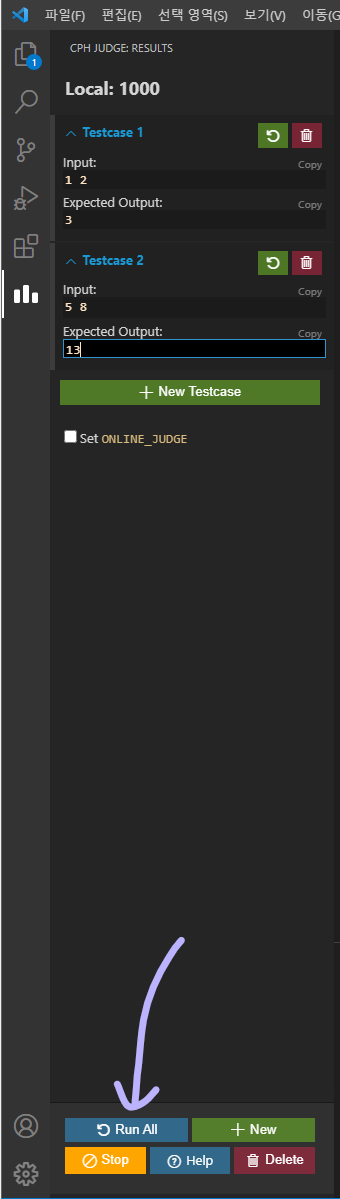 파일(F) 편집(E) 선택 영역(S) 보기(V) 이동(G
1
CPH JUDGE: RESULTS
Local: 1000
Testcase 1
Input:
Copy
1 2
Expected Output:
Copy
3
Testcase 2
Input:
Copy
5 8
Expected Output:
Copy
13
New Testcase
Set ONLINE_JUDGE
Run All
New
Stop
Help
Delete